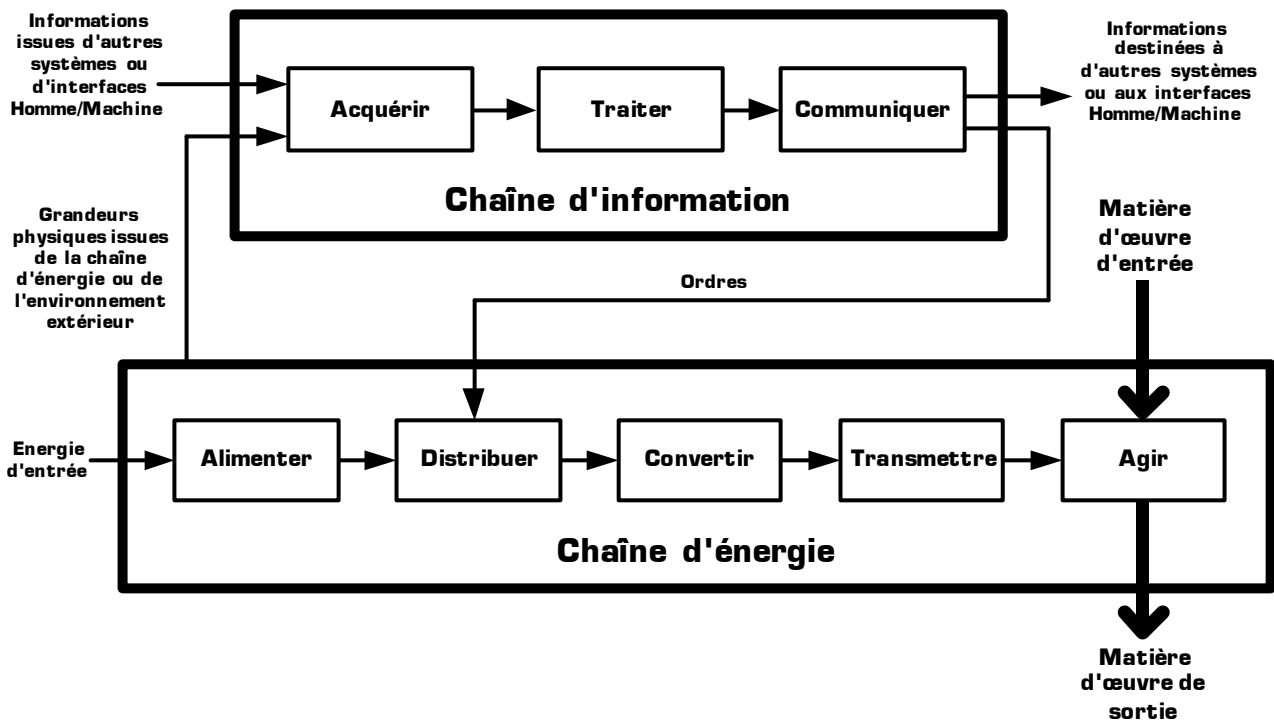 Informations
issues d'autres
systèmes ou
d'interfaces
Homme/Machine
Acquérir
Traiter
Communiquer
Informations
destinées à
d'autres systèmes
ou aux interfaces
Homme/Machine
Chaîne d'information
Grandeurs
physiques issues
de la chaîne
d'énergie ou de
l'environnement
extérieur
Ordres
Matière
d'œuvre
d'entrée
Energie
d'entrée
Alimenter
Distribuer
Convertir
Transmettre
Agir
Chaîne d'énergie
Matière
d'œuvre de
sortie